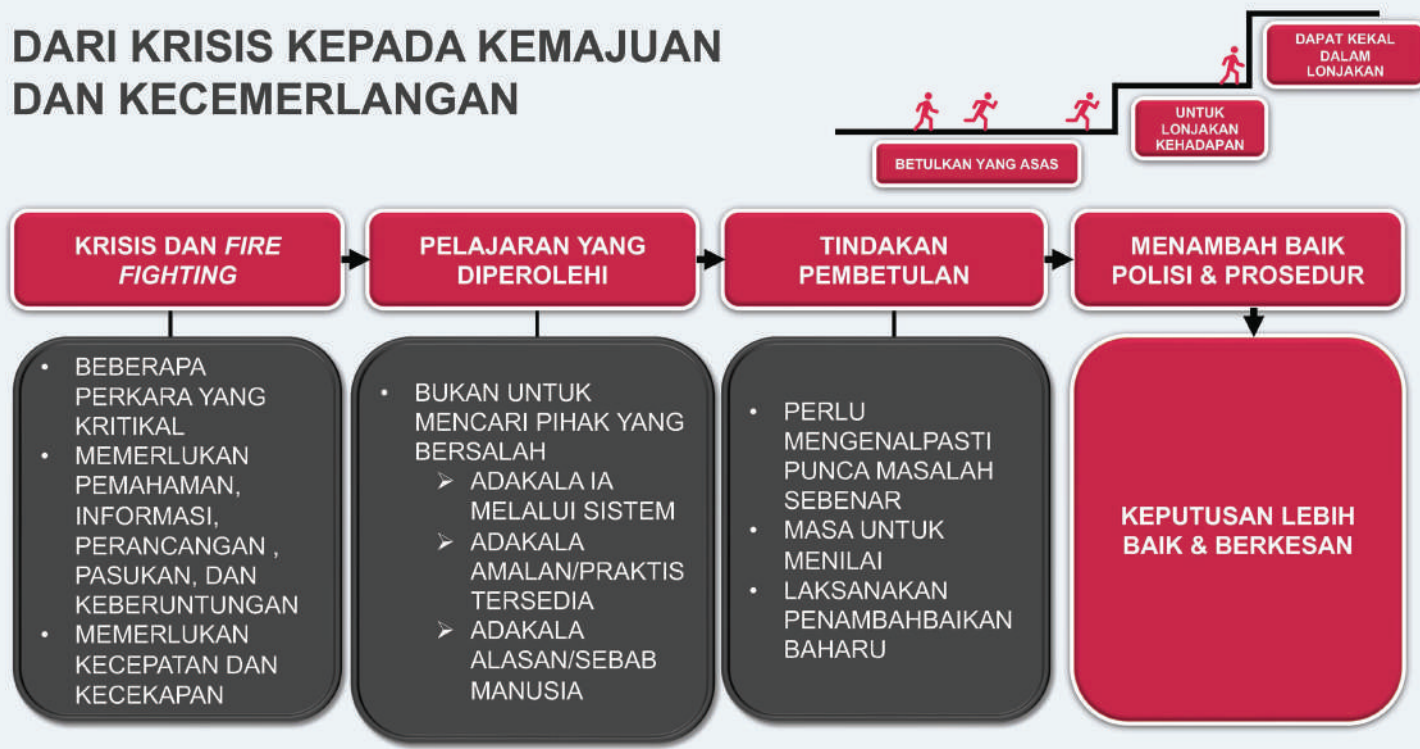 DARI KRISIS KEPADA KEMAJUAN
DAN KECEMERLANGAN
DAPAT KEKAL
DALAM
LONJAKAN
UNTUK
LONJAKAN
KEHADAPAN
BETULKAN YANG ASAS
KRISIS DAN FIRE
FIGHTING
• BEBERAPA
PERKARA YANG
KRITIKAL
• MEMERLUKAN
PEMAHAMAN,
INFORMASI,
PERANCANGAN ,
PASUKAN, DAN
KEBERUNTUNGAN
• MEMERLUKAN
KECEPATAN DAN
KECEKAPAN
PELAJARAN YANG
DIPEROLEHI
• BUKAN UNTUK
MENCARI PIHAK YANG
BERSALAH
➢ ADAKALA IA
MELALUI SISTEM
➢ ADAKALA
AMALAN/PRAKTIS
TERSEDIA
➢ ADAKALA
ALASAN/SEBAB
MANUSIA
TINDAKAN
PEMBETULAN
• PERLU
MENGENALPASTI
PUNCA MASALAH
SEBENAR
• MASA UNTUK
MENILAI
• LAKSANAKAN
PENAMBAHBAIKAN
BAHARU
MENAMBAH BAIK
POLISI & PROSEDUR
KEPUTUSAN LEBIH
BAIK & BERKESAN